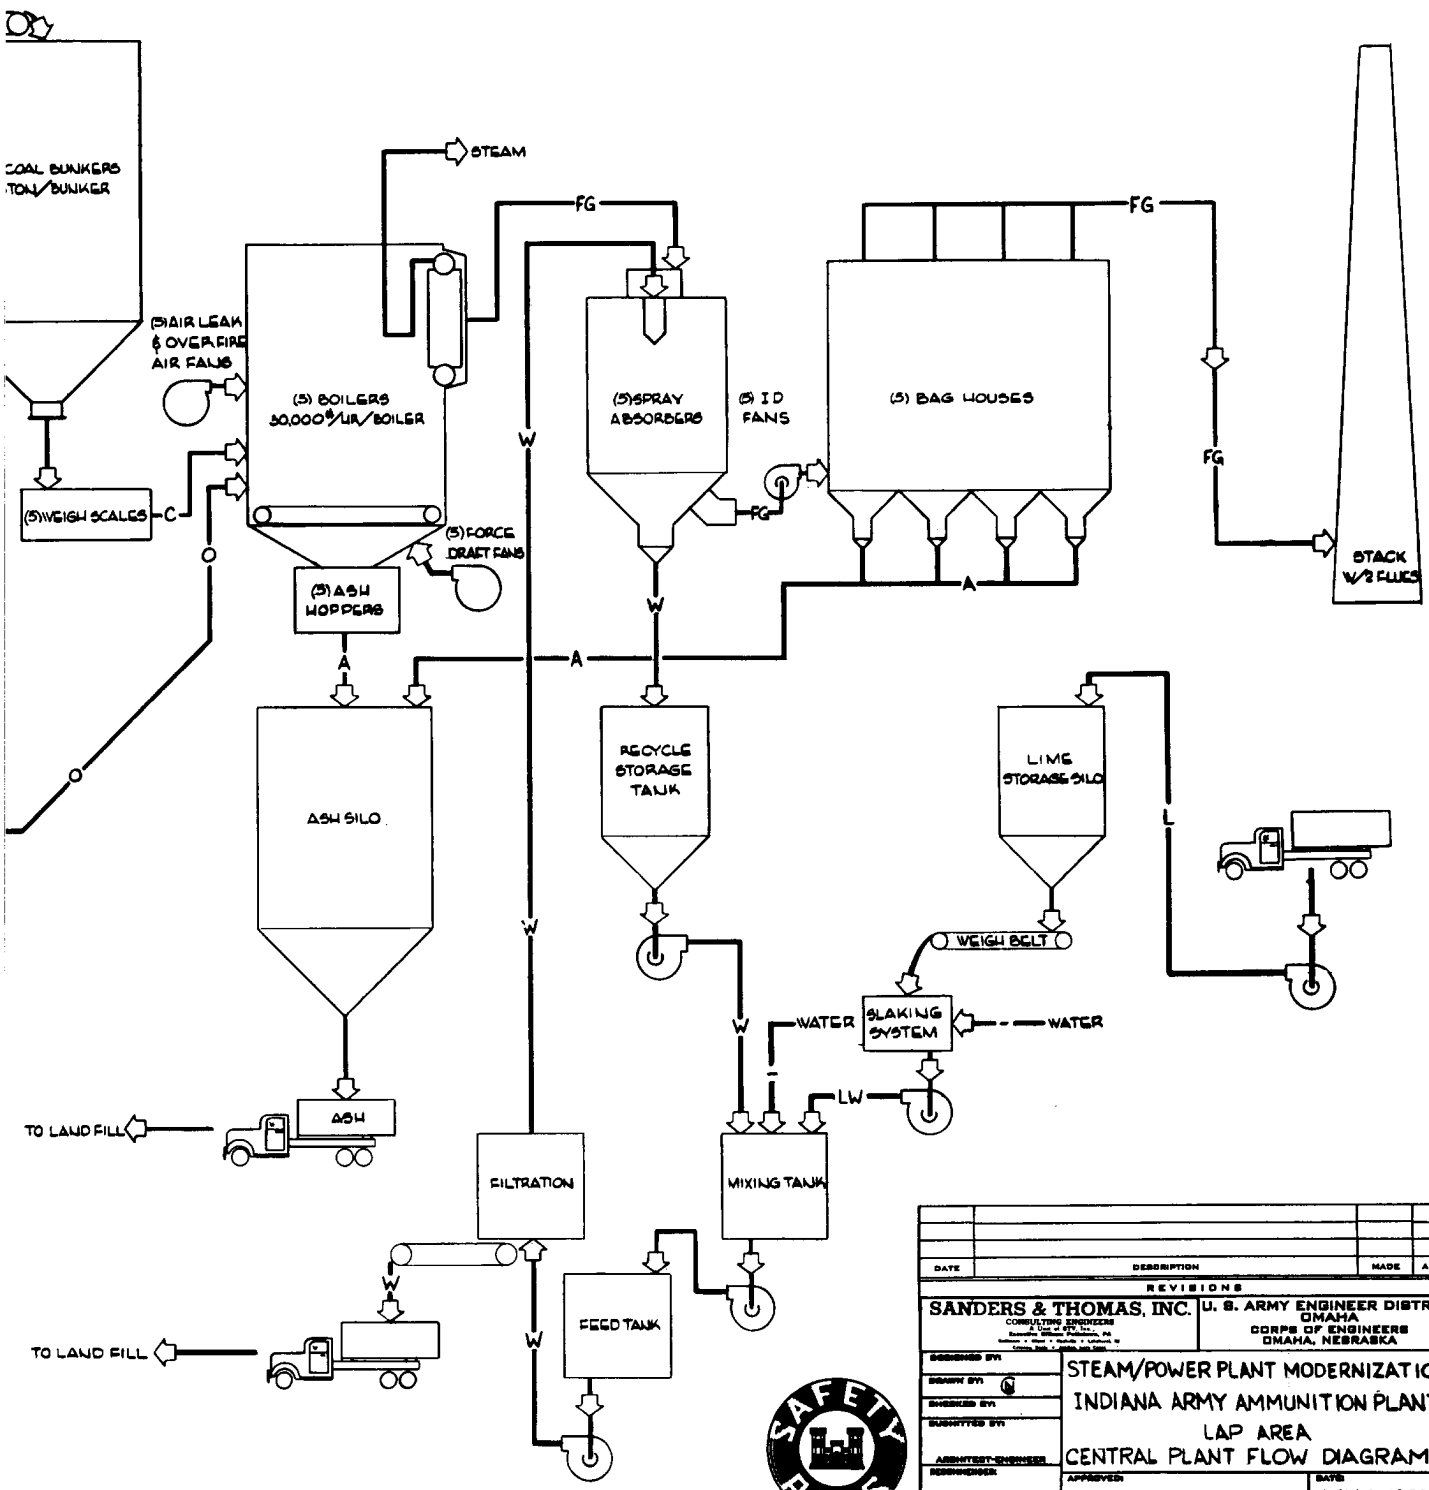 COAL BUNKERS
TON/BUNKER
STEAM
FG
FG
(5) AIR LEAK
& OVERFIRE
AIR FANS
(5) BOILERS
30,000#/HR/BOILER
(5) SPRAY
ABSORBERS
(5) ID
FANS
(5) BAG HOUSES
W
FG
(5) WEIGH SCALES
C
FG
O
(5) FORCE
DRAFT FANS
STACK
W/2 FLUES
(5) ASH
HOPPERS
A
W
A
A
RECYCLE
STORAGE
TANK
LIME
STORAGE SILO
O
ASH SILO
L
W
WEIGH BELT
WATER
SLAKING
SYSTEM
WATER
W
LW
TO LAND FILL
ASH
FILTRATION
MIXING TANK
W
FEED TANK
W
TO LAND FILL
DATE
DESCRIPTION
MADE
REVISIONS
SANDERS & THOMAS, INC.
CONSULTING ENGINEERS
U. S. ARMY ENGINEER DISTR
OMAHA
CORPS OF ENGINEERS
OMAHA, NEBRASKA
DESIGNED BY:
DRAWN BY:
CHECKED BY:
SUBMITTED BY:
ARCHITECT-ENGINEER
RECOMMENDED:
STEAM/POWER PLANT MODERNIZATIO
INDIANA ARMY AMMUNITION PLANT
LAP AREA
CENTRAL PLANT FLOW DIAGRAM
APPROVED:
DATE:
SAFETY